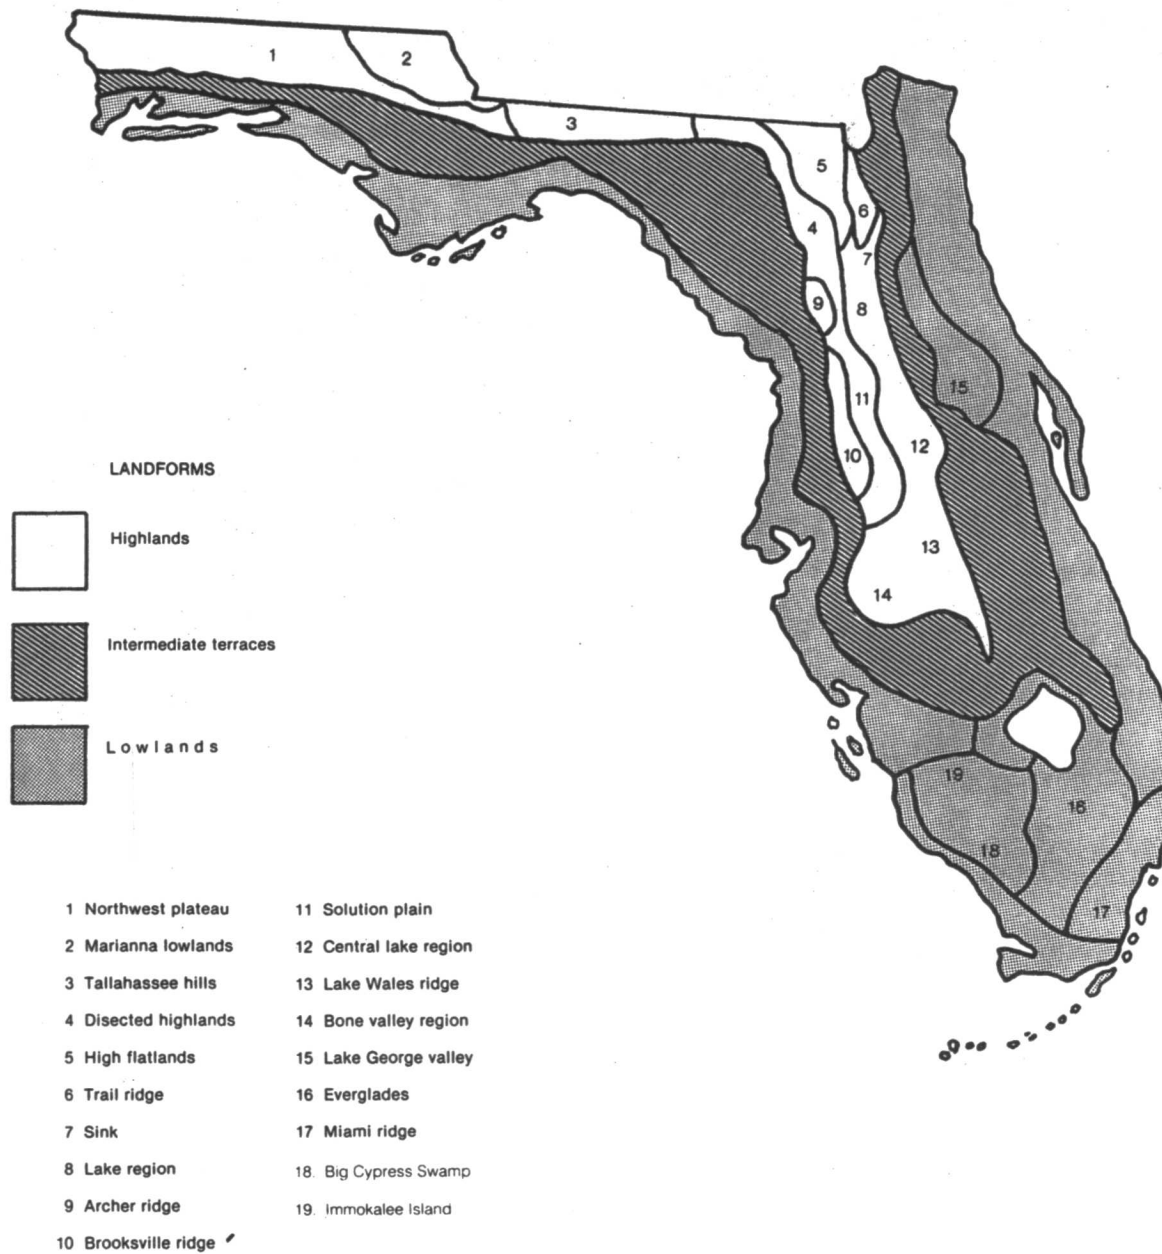 1
2
3
5
6
4
7
9
8
15
11
12
10
13
14
19
16
18
17
LANDFORMS
Highlands
Intermediate terraces
Lowlands
1 Northwest plateau
2 Marianna lowlands
3 Tallahassee hills
4 Disected highlands
5 High flatlands
6 Trail ridge
7 Sink
8 Lake region
9 Archer ridge
10 Brooksville ridge
11 Solution plain
12 Central lake region
13 Lake Wales ridge
14 Bone valley region
15 Lake George valley
16 Everglades
17 Miami ridge
18. Big Cypress Swamp
19. Immokalee Island